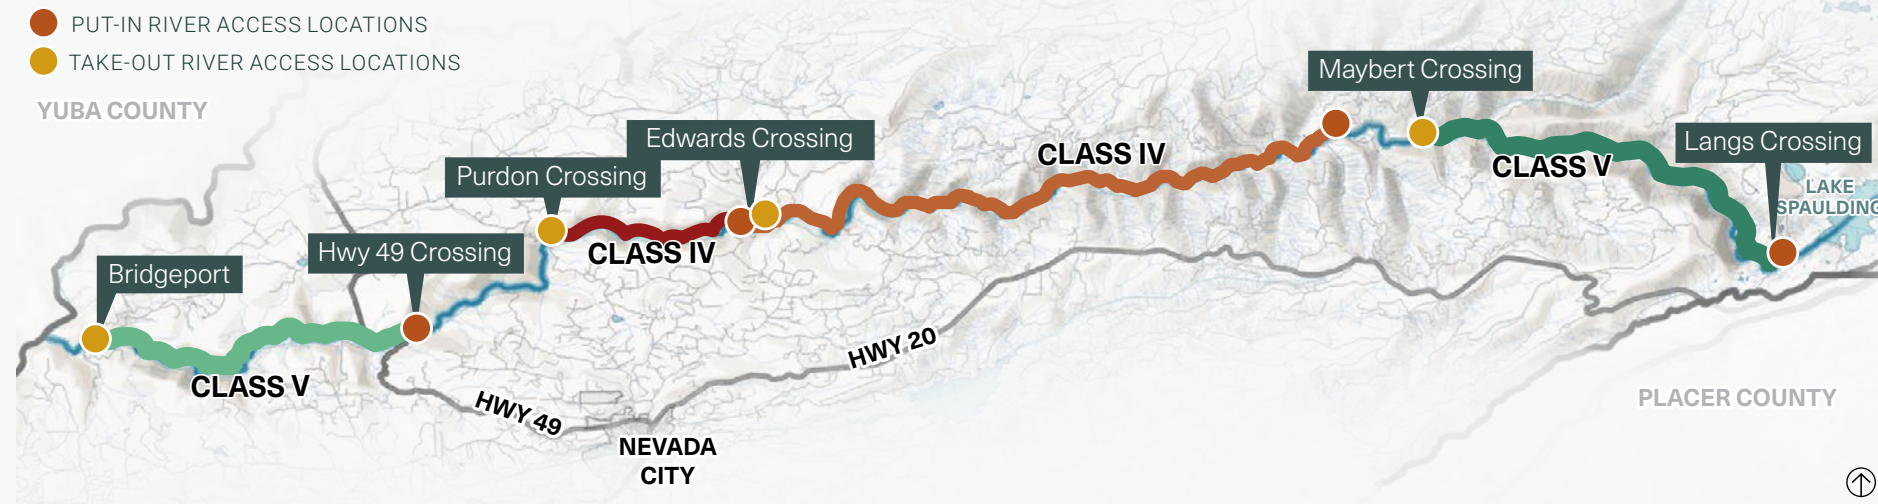 PUT-IN RIVER ACCESS LOCATIONS
TAKE-OUT RIVER ACCESS LOCATIONS
YUBA COUNTY
Maybert Crossing
Edwards Crossing
Langs Crossing
CLASS IV
CLASS V
Purdon Crossing
LAKE
SPAULDING
Hwy 49 Crossing
CLASS IV
Bridgeport
HWY 20
CLASS V
HWY 49
PLACER COUNTY
NEVADA
CITY